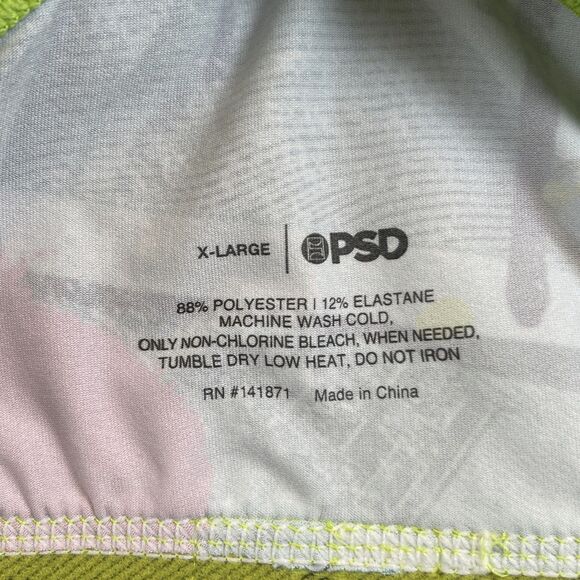 X-LARGE | PSD
88% POLYESTER | 12% ELASTANE
MACHINE WASH COLD,
ONLY NON-CHLORINE BLEACH, WHEN NEEDED,
TUMBLE DRY LOW HEAT, DO NOT IRON
RN #141871 Made in China